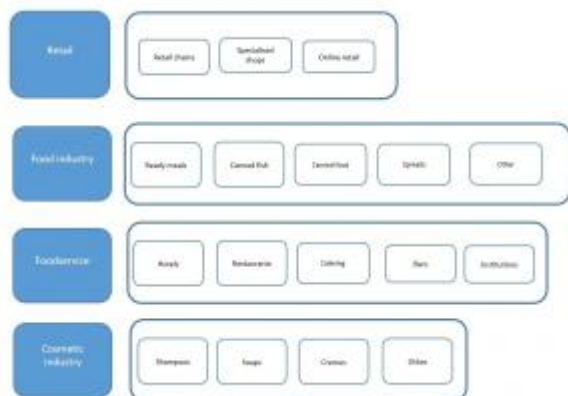 Retail
Retail chains
Specialised
shops
Online retail
Food industry
Ready meals
Canned fish
Canned food
Spreads
Other
Foodservice
Hotels
Restaurants
Catering
Bars
Institutions
Cosmetic
industry
Shampoos
Soaps
Creams